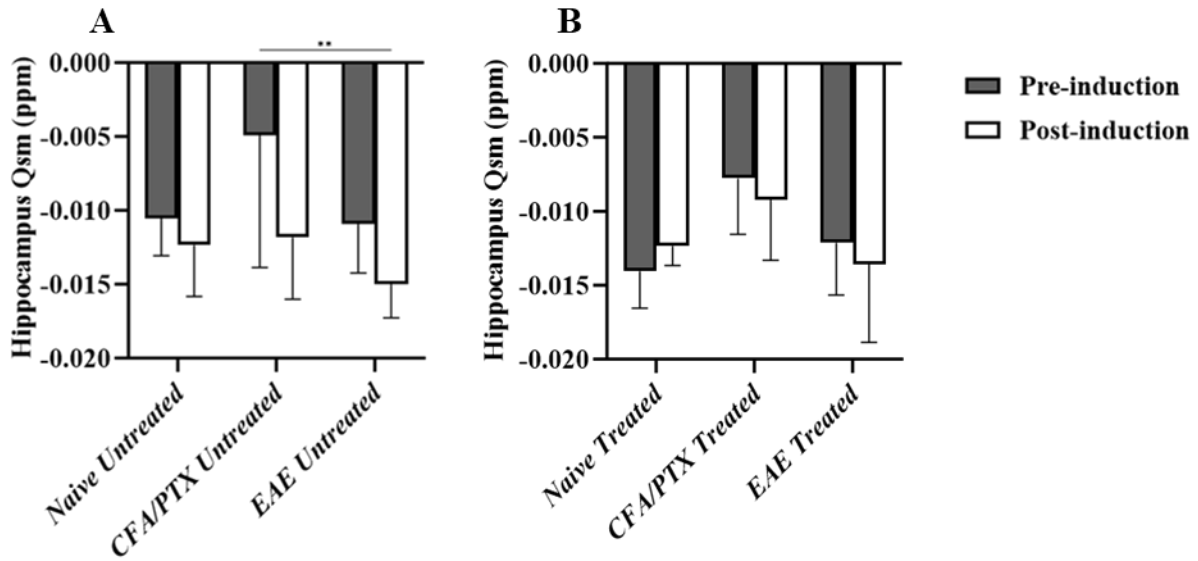 A
B
**
Hippocampus Qsm (ppm)
0.000
-0.005
-0.010
-0.015
-0.020
Naive Untreated
CFA/PTX Untreated
EAE Untreated
Hippocampus Qsm (ppm)
0.000
-0.005
-0.010
-0.015
-0.020
Naive Treated
CFA/PTX Treated
EAE Treated
Pre-induction
Post-induction